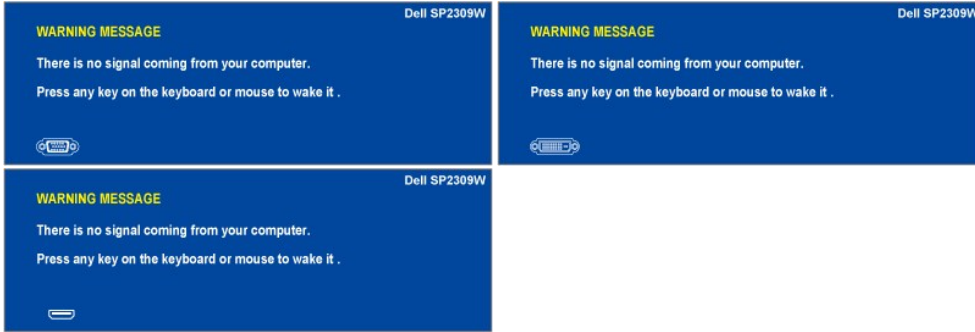 Dell SP2309W
WARNING MESSAGE
There is no signal coming from your computer.
Press any key on the keyboard or mouse to wake it .
Dell SP2309W
WARNING MESSAGE
There is no signal coming from your computer.
Press any key on the keyboard or mouse to wake it .
Dell SP2309W
WARNING MESSAGE
There is no signal coming from your computer.
Press any key on the keyboard or mouse to wake it .